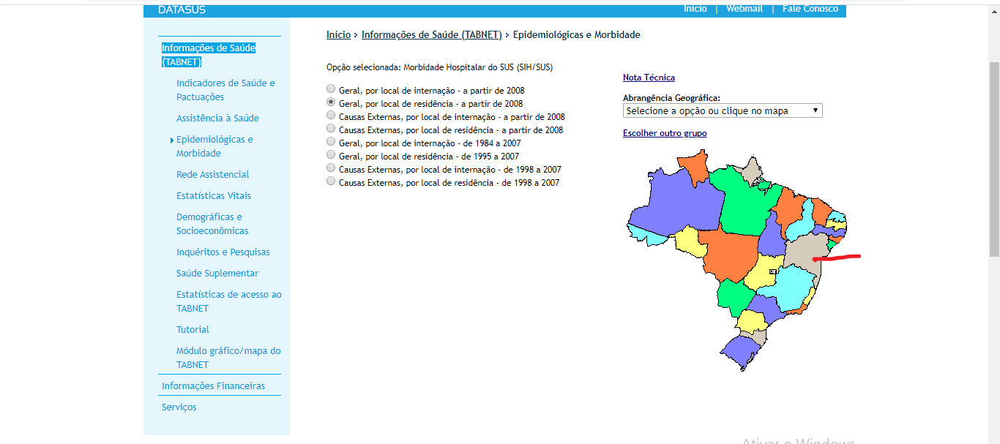 DATASUS
Início | Webmail | Fale Conosco
Informações de Saúde
(TABNET)
Indicadores de Saúde e
Pactuações
Assistência à Saúde
Epidemiológicas e
Morbidade
Rede Assistencial
Estatísticas Vitais
Demográficas e
Socioeconômicas
Inquéritos e Pesquisas
Saúde Suplementar
Estatísticas de acesso ao
TABNET
Tutorial
Módulo gráfico/mapa do
TABNET
Informações Financeiras
Serviços
Início > Informações de Saúde (TABNET) > Epidemiológicas e Morbidade
Opção selecionada: Morbidade Hospitalar do SUS (SIH/SUS)
Geral, por local de internação - a partir de 2008
Geral, por local de residência - a partir de 2008
Causas Externas, por local de internação - a partir de 2008
Causas Externas, por local de residência - a partir de 2008
Geral, por local de internação - de 1984 a 2007
Geral, por local de residência - de 1995 a 2007
Causas Externas, por local de internação - de 1998 a 2007
Causas Externas, por local de residência - de 1998 a 2007
Nota Técnica
Abrangência Geográfica:
Selecione a opção ou clique no mapa
Escolher outro grupo
Ativar o Windows